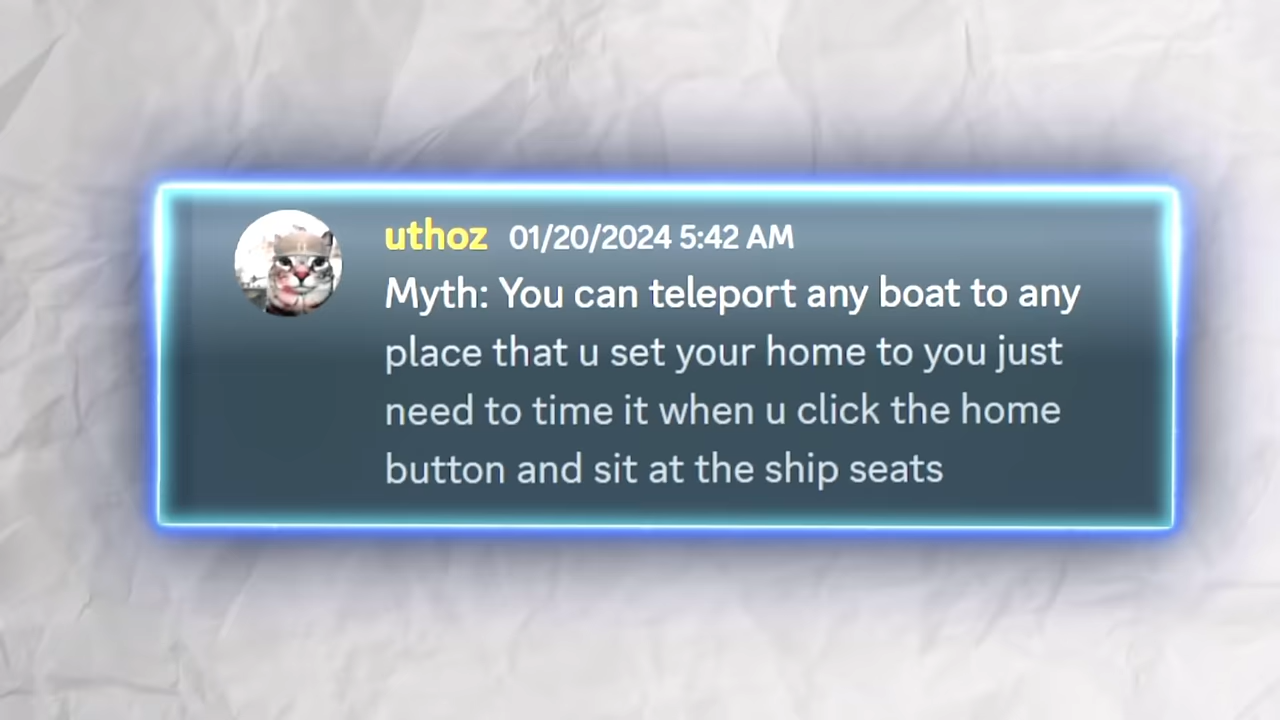 uthoz 01/20/2024 5:42 AM
Myth: You can teleport any boat to any
place that u set your home to you just
need to time it when u click the home
button and sit at the ship seats